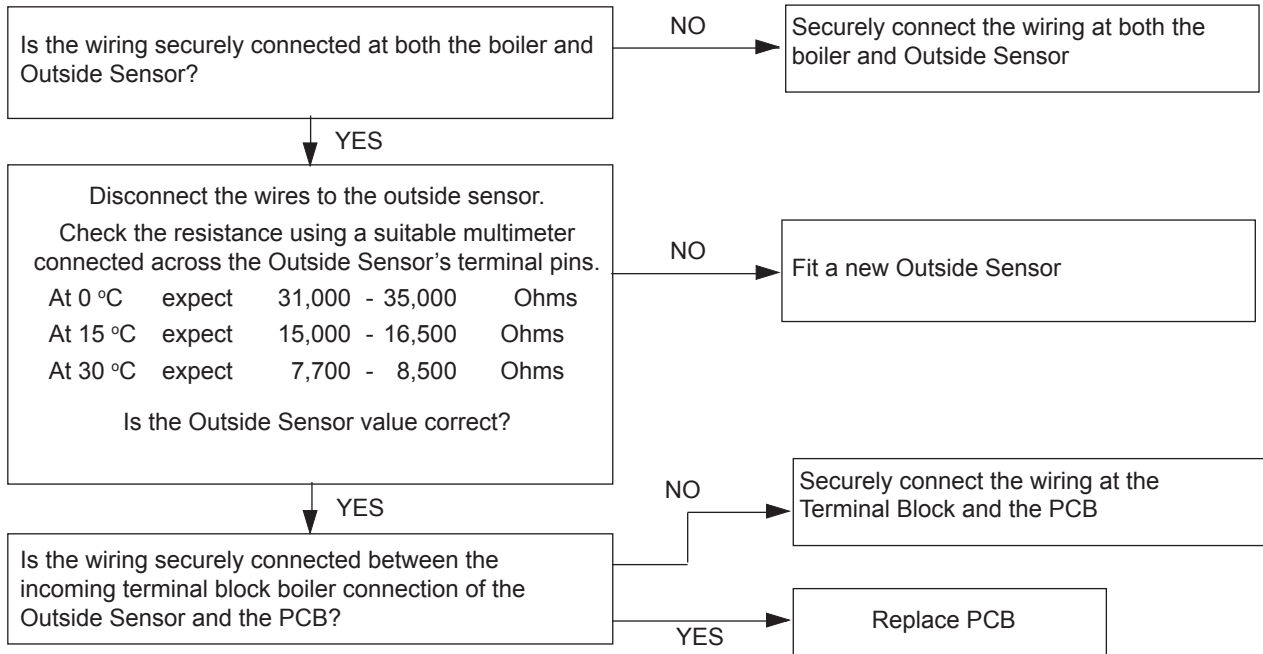 Is the wiring securely connected at both the boiler and
Outside Sensor?
NO
Securely connect the wiring at both the
boiler and Outside Sensor
YES
Disconnect the wires to the outside sensor.
Check the resistance using a suitable multimeter
connected across the Outside Sensor's terminal pins.
At 0 °C expect 31,000 - 35,000 Ohms
At 15 °C expect 15,000 - 16,500 Ohms
At 30 °C expect 7,700 - 8,500 Ohms
Is the Outside Sensor value correct?
NO
Fit a new Outside Sensor
YES
Is the wiring securely connected between the
incoming terminal block boiler connection of the
Outside Sensor and the PCB?
NO
Securely connect the wiring at the
Terminal Block and the PCB
YES
Replace PCB